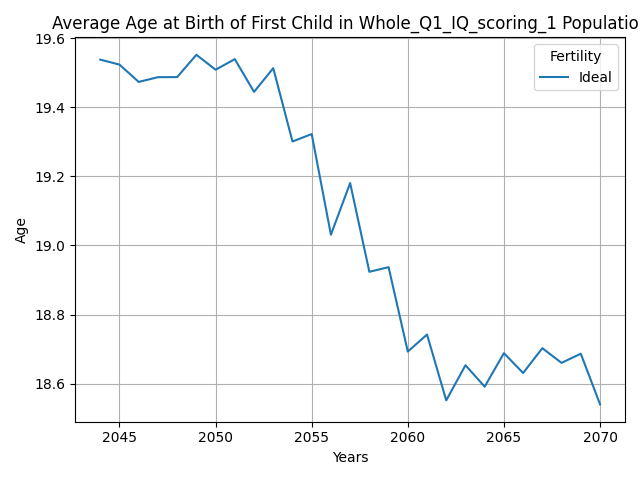 Average Age at Birth of First Child in Whole_Q1_IQ_scoring_1 Populatio
19.6
19.4
19.2
19.0
18.8
18.6
Age
Fertility
Ideal
2045 2050 2055 2060 2065 2070
Years